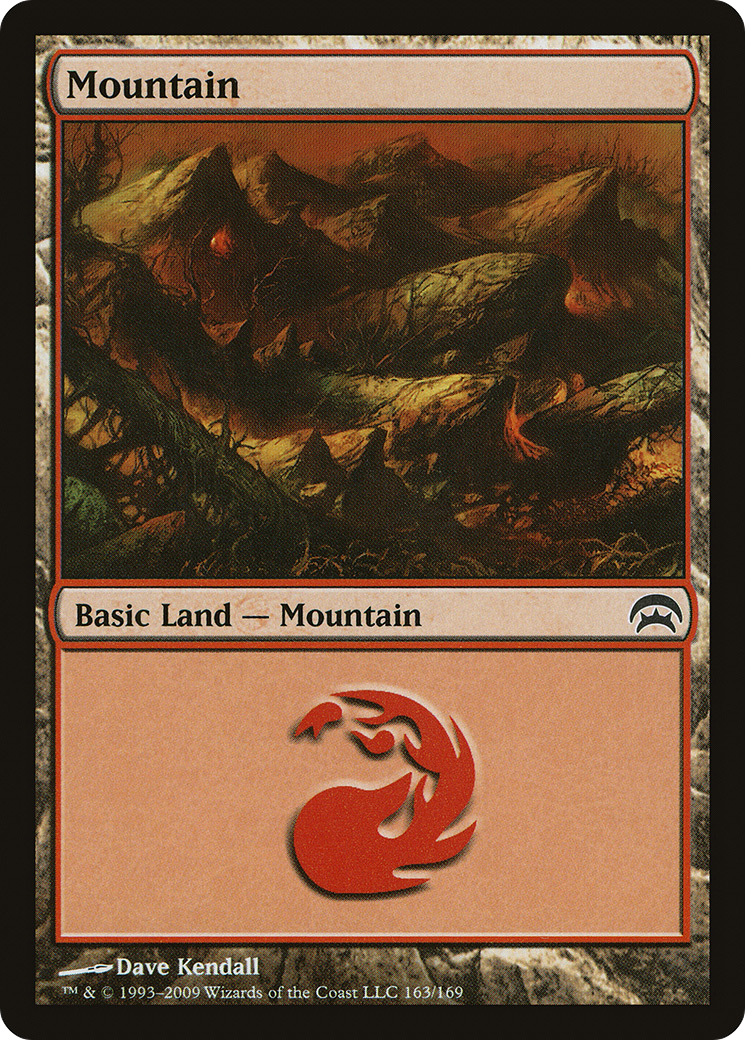 Mountain
Basic Land — Mountain
Dave Kendall
™ & © 1993–2009 Wizards of the Coast LLC 163/169